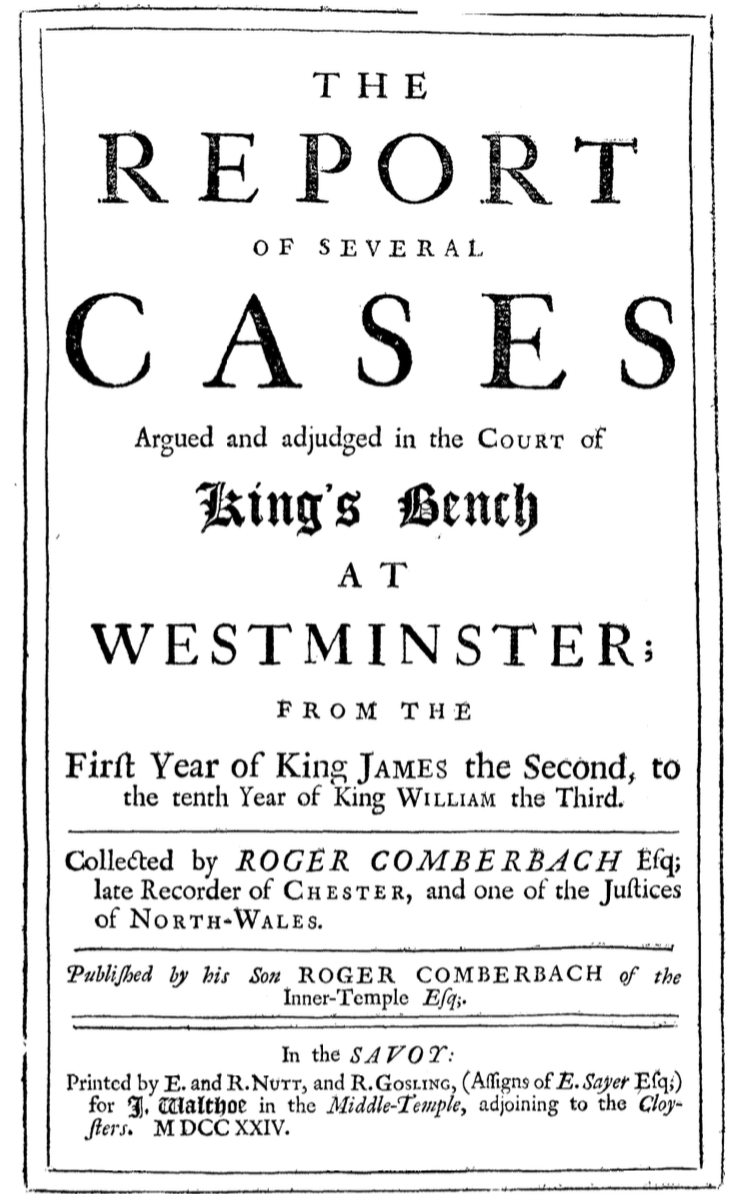 THE
REPORT
OF SEVERAL
CASES
Argued and adjudged in the COURT of
King's Bench
AT
WESTMINSTER;
FROM THE
Firſt Year of King JAMES the Second, to
the tenth Year of King WILLIAM the Third.
Collected by ROGER COMBERBACH Eſq;
late Recorder of CHESTER, and one of the Juſtices
of NORTH-WALES.
Publiſhed by his Son ROGER COMBERBACH of the
Inner-Temple Eſq;.
In the SAVOY:
Printed by E. and R. NUTT, and R. GOSLING, (Aſſigns of E. Sayer Eſq;)
for J. Walthoe in the Middle-Temple, adjoining to the Cloy-
ſters. M DCC XXIV.